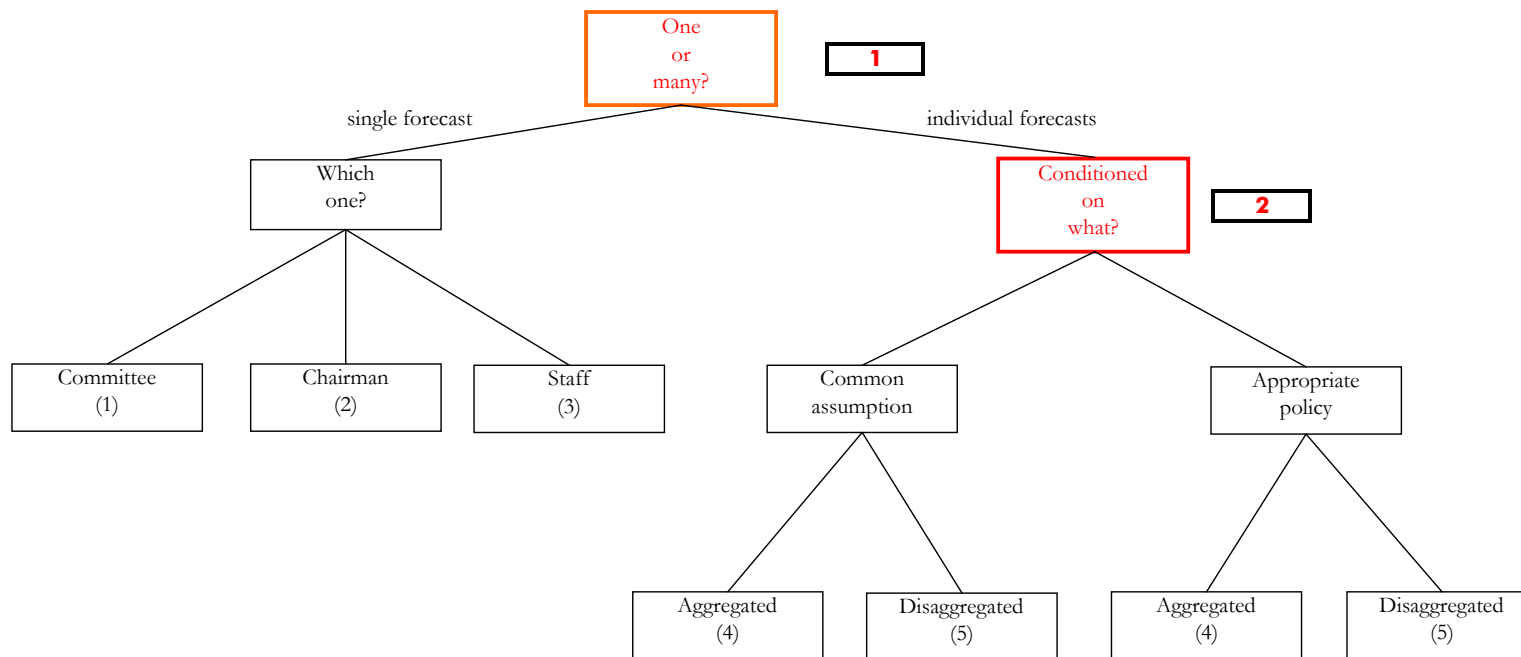 One
or
many?
1
single forecast
individual forecasts
Which
one?
Conditioned
on
what?
2
Committee
(1)
Chairman
(2)
Staff
(3)
Common
assumption
Appropriate
policy
Aggregated
(4)
Disaggregated
(5)
Aggregated
(4)
Disaggregated
(5)